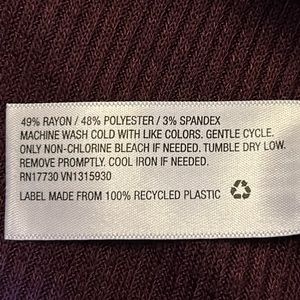 49% RAYON / 48% POLYESTER / 3% SPANDEX
MACHINE WASH COLD WITH LIKE COLORS. GENTLE CYCLE.
ONLY NON-CHLORINE BLEACH IF NEEDED. TUMBLE DRY LOW.
REMOVE PROMPTLY. COOL IRON IF NEEDED.
RN17730 VN1315930
LABEL MADE FROM 100% RECYCLED PLASTIC